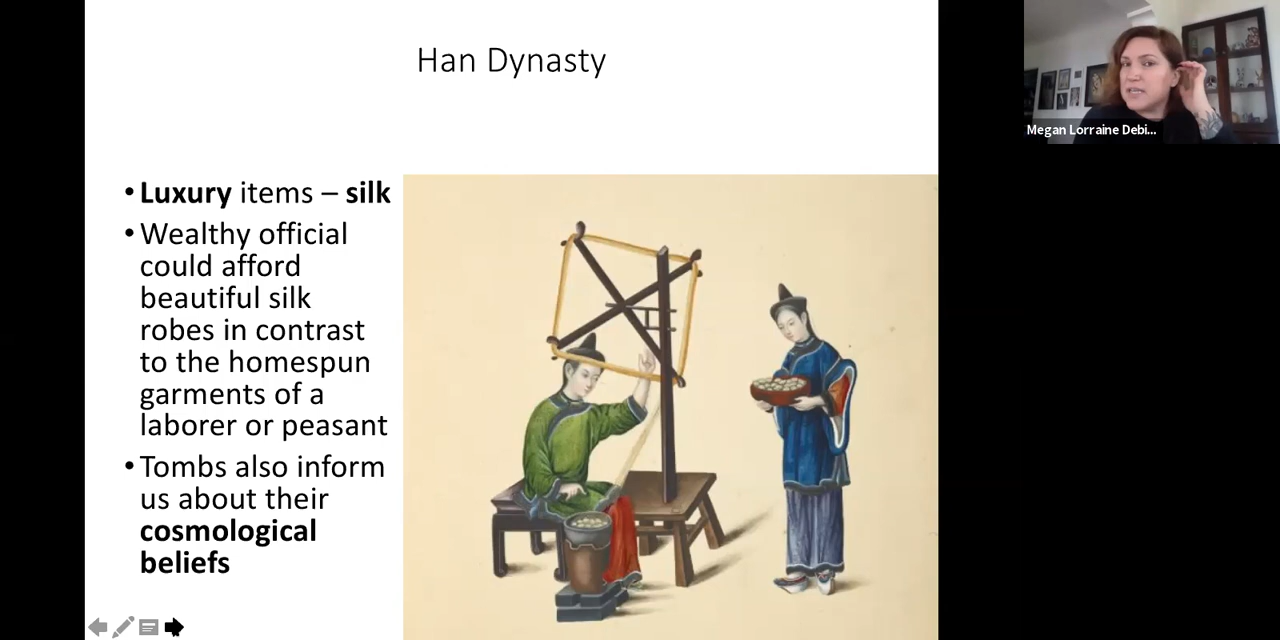 Han Dynasty
• Luxury items – silk
• Wealthy official
could afford
beautiful silk
robes in contrast
to the homespun
garments of a
laborer or peasant
• Tombs also inform
us about their
cosmological
beliefs
Megan Lorraine Debi...